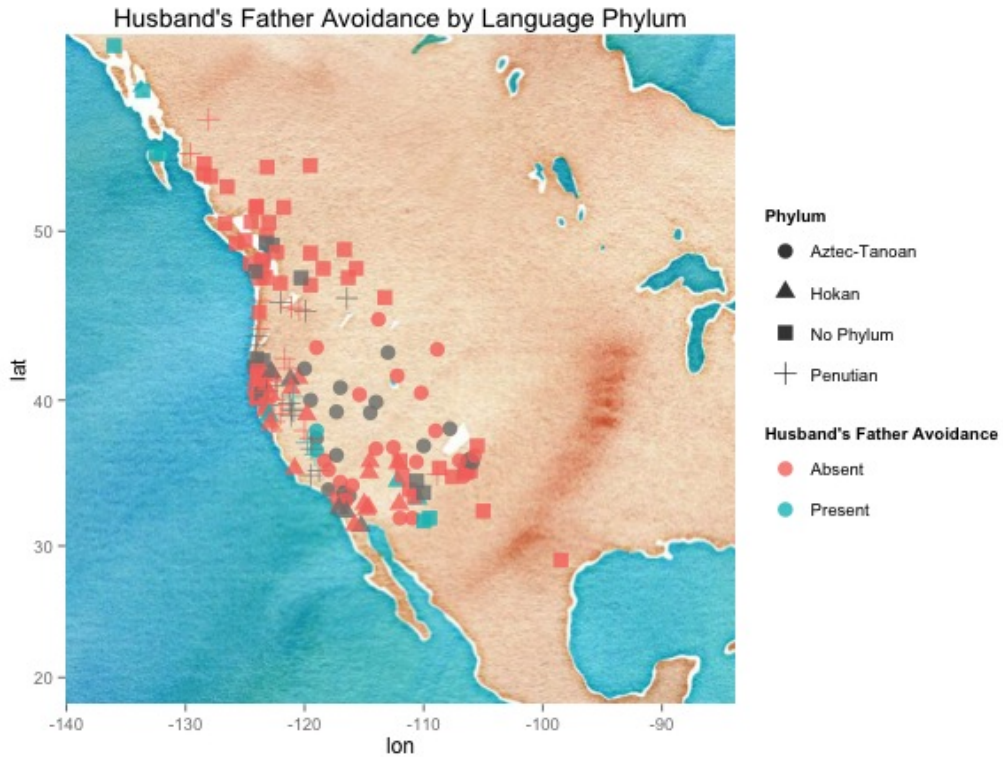 Husband's Father Avoidance by Language Phylum
lat
50
40
30
20
-140
-130
-120
-110
-100
-90
lon
Phylum
Aztec-Tanoan
Hokan
No Phylum
Penutian
Husband's Father Avoidance
Absent
Present